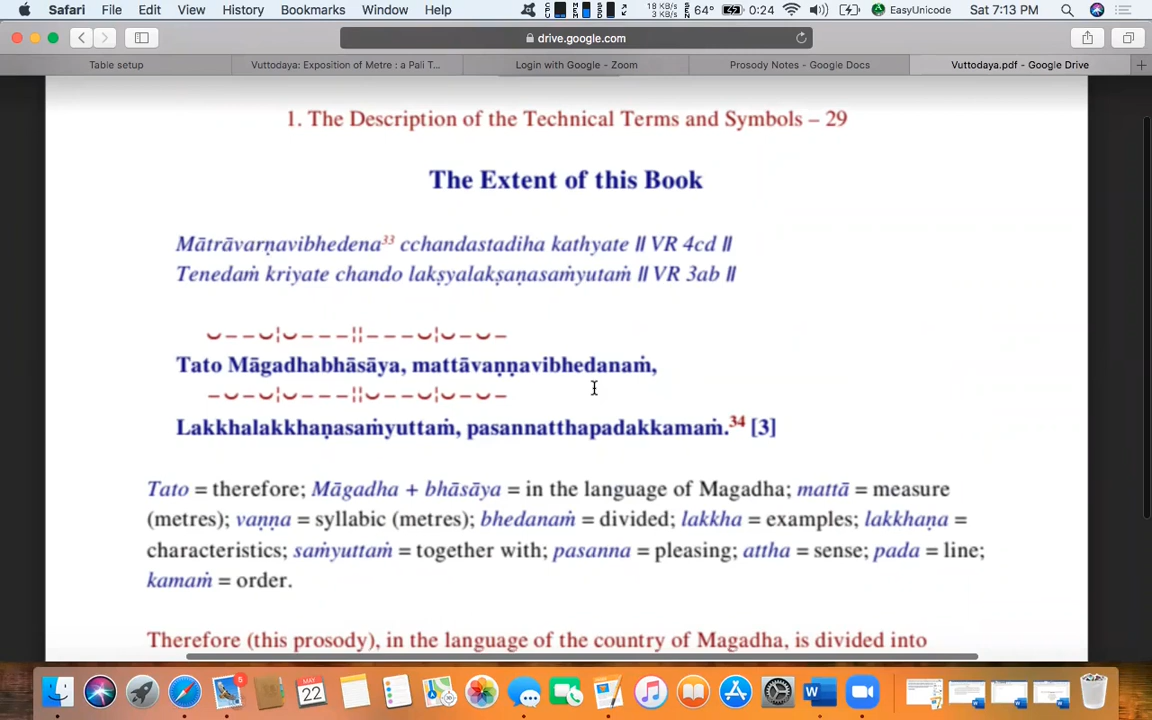 Safari File Edit View History Bookmarks Window Help 18 KB/s 3 KB/s 64° 0:24 EasyUnicode Sat 7:13 PM
drive.google.com
Table setup Vuttodaya: Exposition of Metre : a Pali T... Login with Google - Zoom Prosody Notes - Google Docs Vuttodaya.pdf - Google Drive
1. The Description of the Technical Terms and Symbols – 29
The Extent of this Book
Mātrāvarṇavibhedena³³ cchandastadiha kathyate ǁ VR 4cd ǁ
Tenedaṁ kriyate chando lakṣyalakṣaṇasaṁyutaṁ ǁ VR 3ab ǁ
⏑−−⏑¦⏑−−−¦¦−−−⏑¦⏑−⏑−
Tato Māgadhabhāsāya, mattāvaṇṇavibhedanaṁ,
−⏑−⏑¦⏑−−−¦¦⏑−−⏑¦⏑−⏑−
Lakkhalakkhaṇasaṁyuttaṁ, pasannatthapadakkamaṁ.³⁴ [3]
Tato = therefore; Māgadha + bhāsāya = in the language of Magadha; mattā = measure
(metres); vaṇṇa = syllabic (metres); bhedanaṁ = divided; lakkha = examples; lakkhaṇa =
characteristics; saṁyuttaṁ = together with; pasanna = pleasing; attha = sense; pada = line;
kamaṁ = order.
Therefore (this prosody), in the language of the country of Magadha, is divided into
5 MAY 22